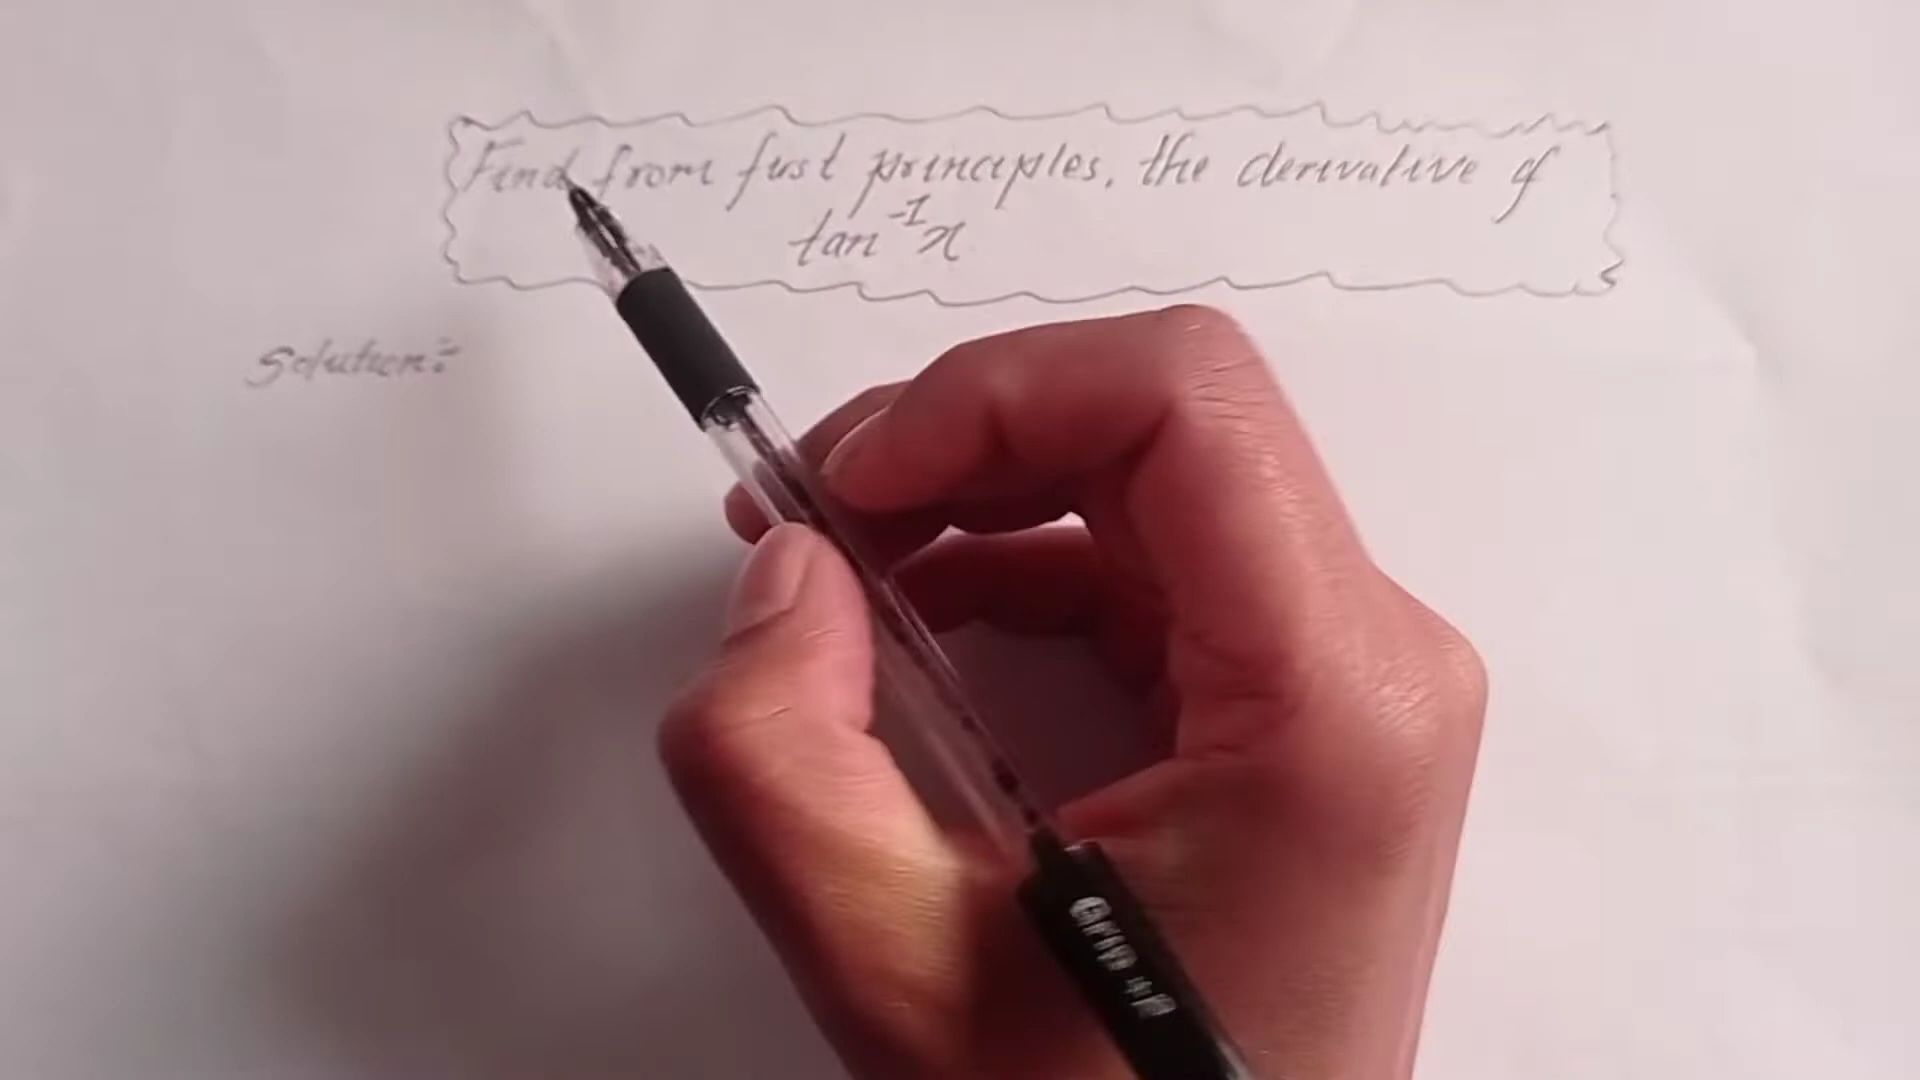 Find from first principles, the derivative of
tan⁻¹x
Solution:-